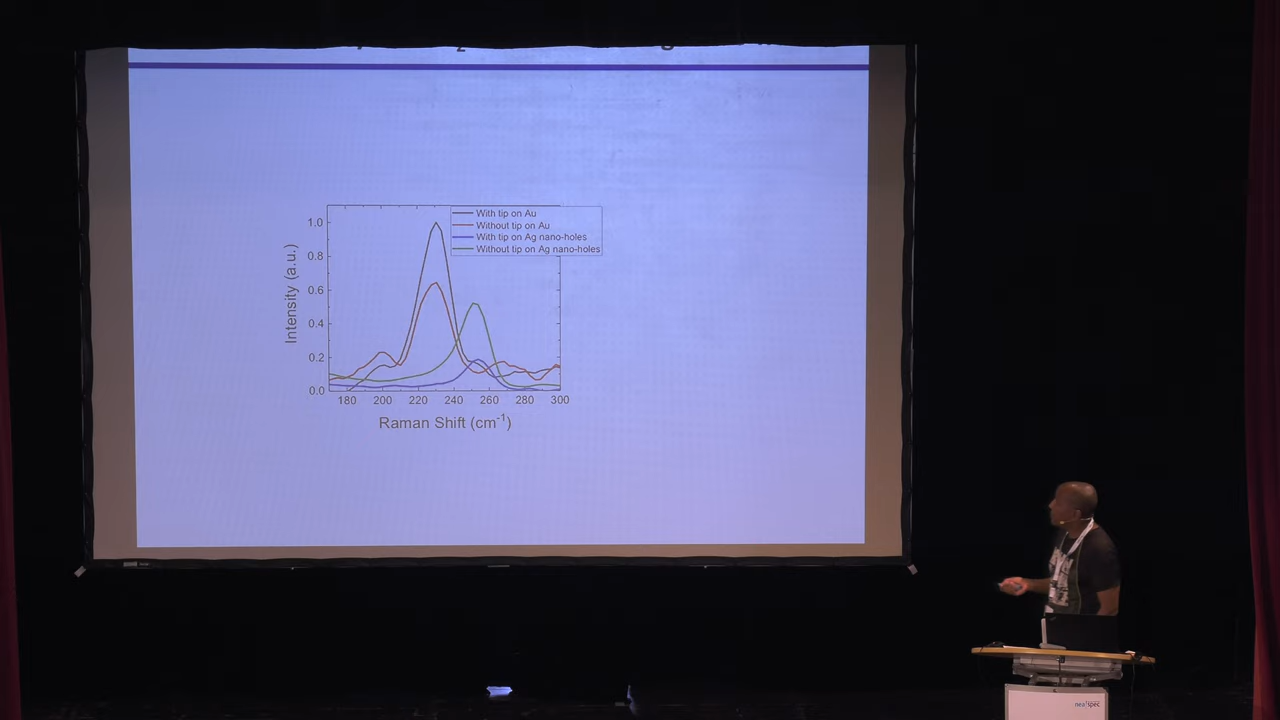 With tip on Au
Without tip on Au
With tip on Ag nano-holes
Without tip on Ag nano-holes
1.0
0.8
0.6
0.4
0.2
0.0
Intensity (a.u.)
180 200 220 240 260 280 300
Raman Shift (cm⁻¹)
neaspec